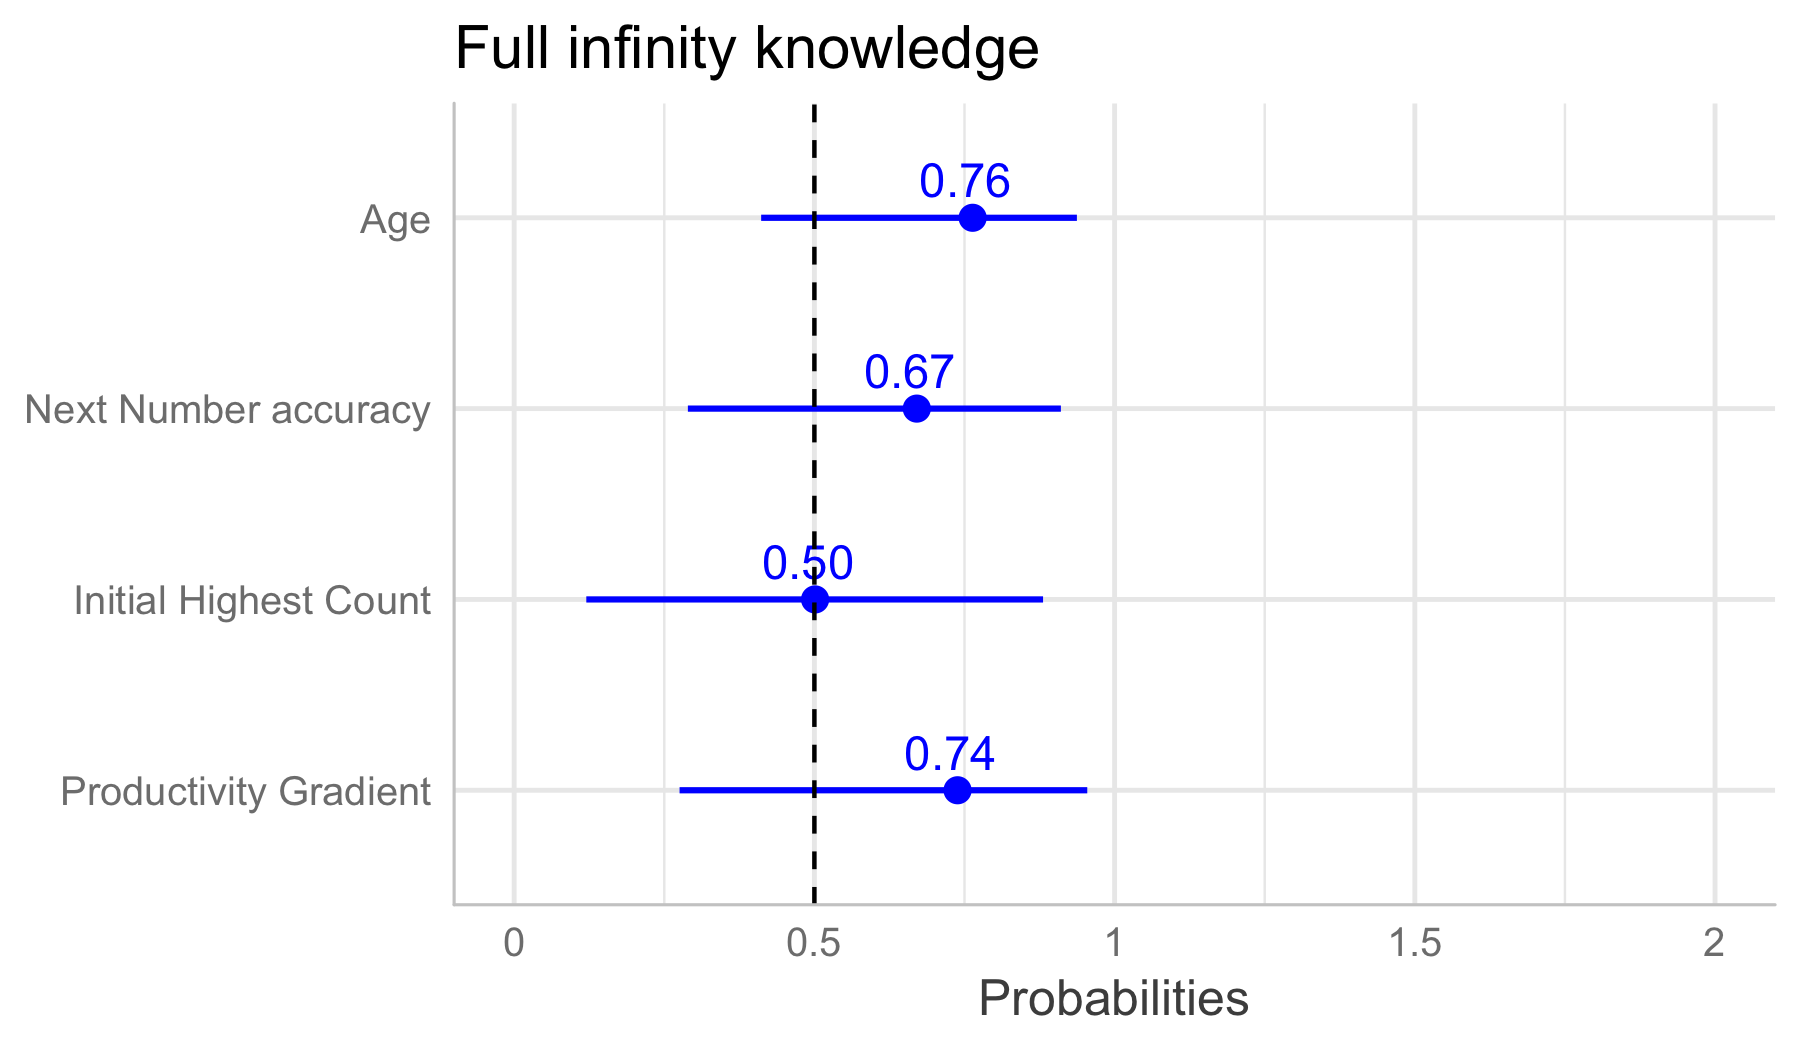 Full infinity knowledge
0.76
Age
0.67
Next Number accuracy
0.50
Initial Highest Count
0.74
Productivity Gradient
0 0.5 1 1.5 2
Probabilities